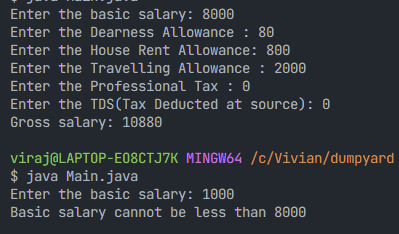 $ java Main.java
Enter the basic salary: 8000
Enter the Dearness Allowance : 80
Enter the House Rent Allowance: 800
Enter the Travelling Allowance : 2000
Enter the Professional Tax : 0
Enter the TDS(Tax Deducted at source): 0
Gross salary: 10880
viraj@LAPTOP-EO8CTJ7K MINGW64 /c/Vivian/dumpyard
$ java Main.java
Enter the basic salary: 1000
Basic salary cannot be less than 8000